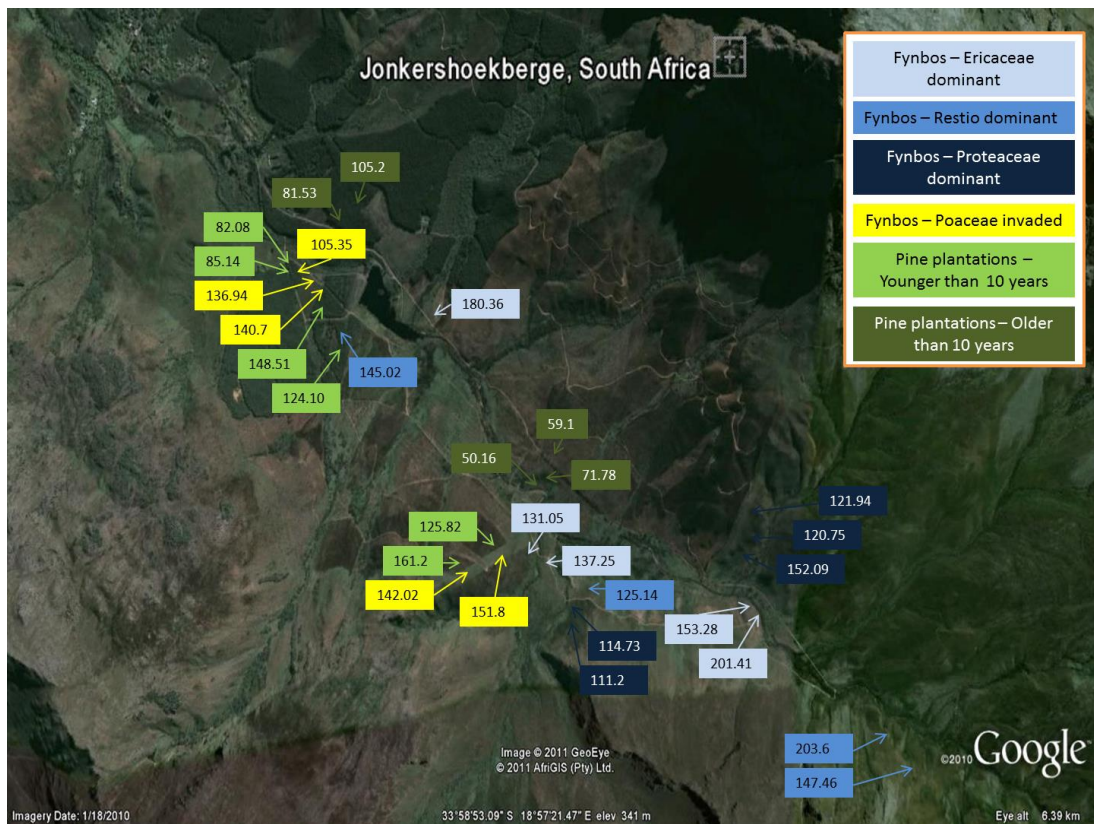 Jonkershoekberge, South Africa
Fynbos – Ericaceae
dominant
Fynbos – Restio dominant
Fynbos – Proteaceae
dominant
Fynbos – Poaceae invaded
Pine plantations –
Younger than 10 years
Pine plantations – Older
than 10 years
105.2
81.53
82.08
105.35
85.14
136.94
180.36
140.7
148.51
145.02
124.10
59.1
50.16
71.78
121.94
131.05
125.82
120.75
161.2
137.25
152.09
142.02
151.8
125.14
153.28
114.73
201.41
111.2
203.6
147.46
Image © 2011 GeoEye
© 2011 AfriGIS (Pty) Ltd.
©2010 Google
Imagery Date: 1/18/2010
33°58'53.09" S 18°57'21.47" E elev 341 m
Eye alt 6.39 km